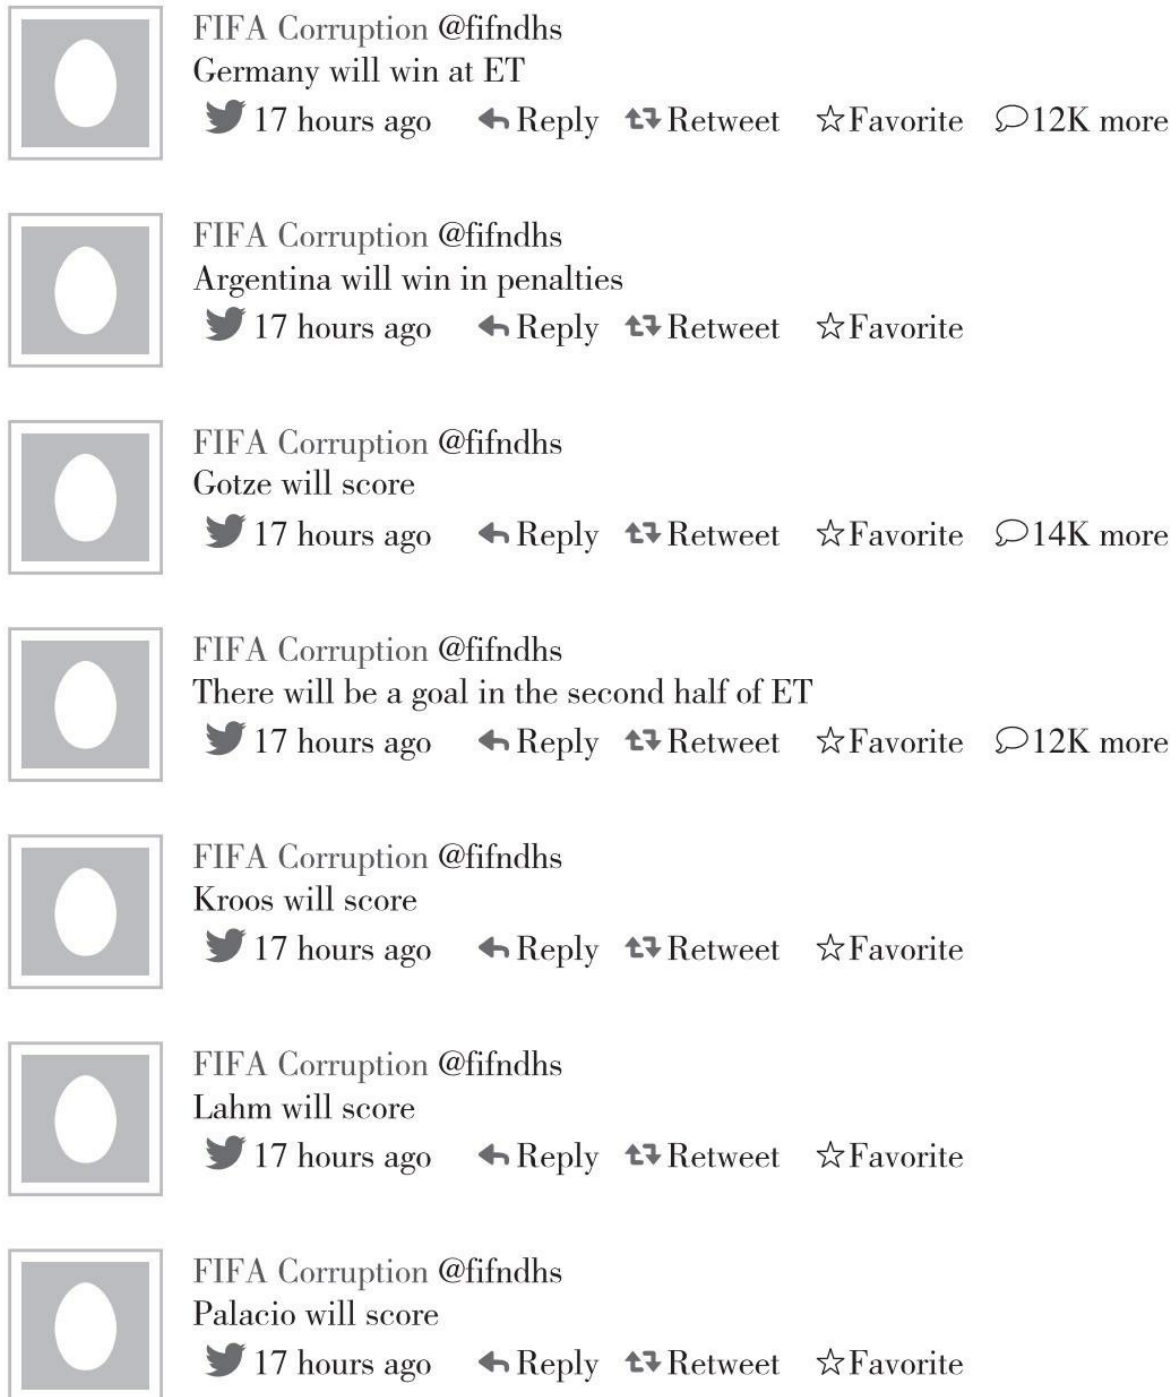 FIFA Corruption @fifndhs
Germany will win at ET
17 hours ago Reply Retweet Favorite 12K more
FIFA Corruption @fifndhs
Argentina will win in penalties
17 hours ago Reply Retweet Favorite
FIFA Corruption @fifndhs
Gotze will score
17 hours ago Reply Retweet Favorite 14K more
FIFA Corruption @fifndhs
There will be a goal in the second half of ET
17 hours ago Reply Retweet Favorite 12K more
FIFA Corruption @fifndhs
Kroos will score
17 hours ago Reply Retweet Favorite
FIFA Corruption @fifndhs
Lahm will score
17 hours ago Reply Retweet Favorite
FIFA Corruption @fifndhs
Palacio will score
17 hours ago Reply Retweet Favorite